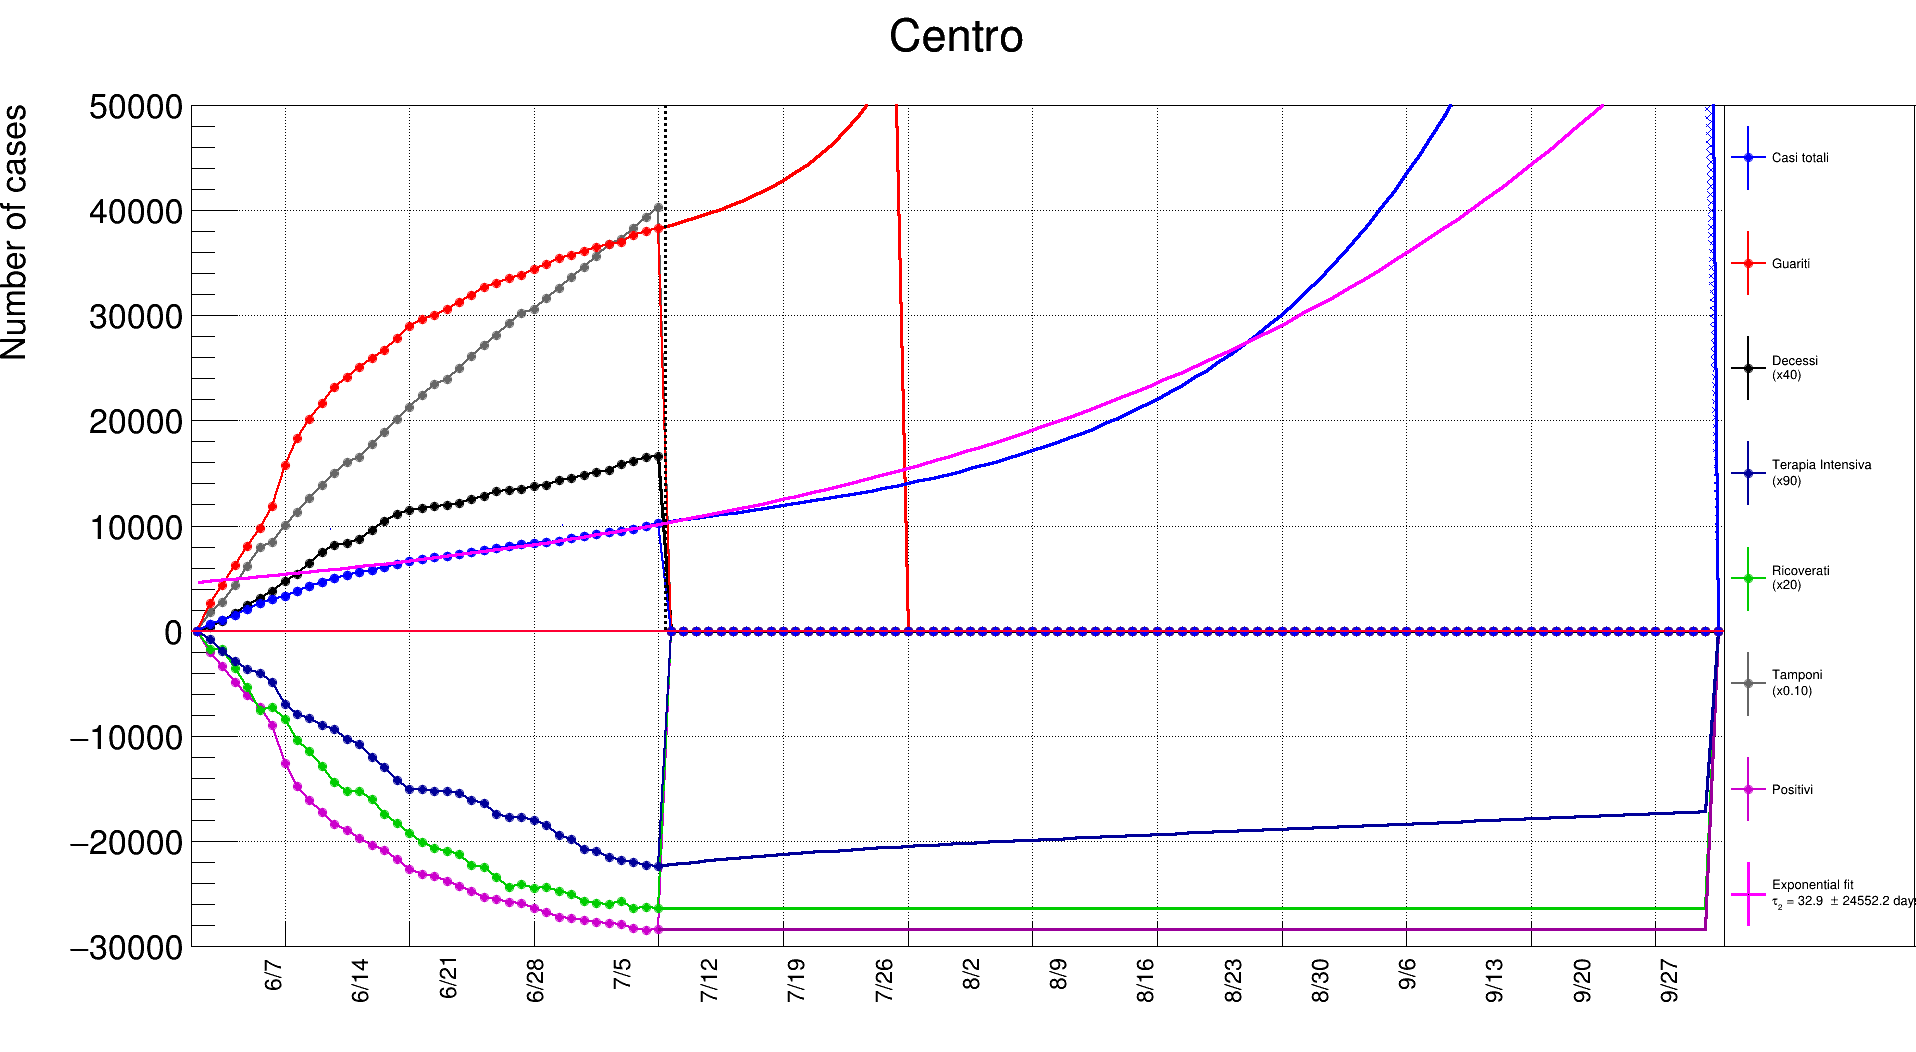 Centro
Number of cases
50000
40000
30000
20000
10000
0
−10000
−20000
−30000
6/7
6/14
6/21
6/28
7/5
7/12
7/19
7/26
8/2
8/9
8/16
8/23
8/30
9/6
9/13
9/20
9/27
Casi totali
Guariti
Decessi
(x40)
Terapia Intensiva
(x90)
Ricoverati
(x20)
Tamponi
(x0.10)
Positivi
Exponential fit
τ2 = 32.9 ± 24552.2 day